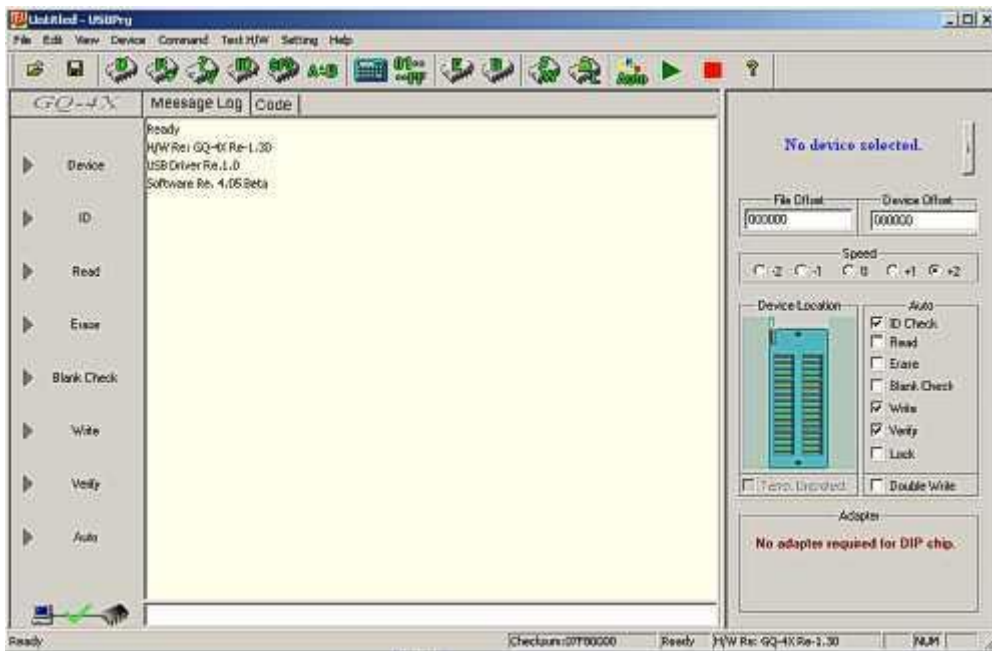 Untitled - USBPrg
File Edit View Device Command Test H/W Setting Help
A=B Auto ?
GQ-4X
Message Log Code
Ready
H/W Re: GQ-4X Re-1.30
USB Driver Re.1.0
Software Re. 4.05 Beta
Device
ID
Read
Erase
Blank Check
Write
Verify
Auto
No device selected.
File Offset Device Offset
000000 000000
Speed
-2 -1 0 +1 +2
Device Location
Auto
ID Check
Read
Erase
Blank Check
Write
Verify
Lock
Double Write
Adapter
No adapter required for DIP chip.
Ready Checksum:07F80000 Ready H/W Re: GQ-4X Re-1.30 NUM